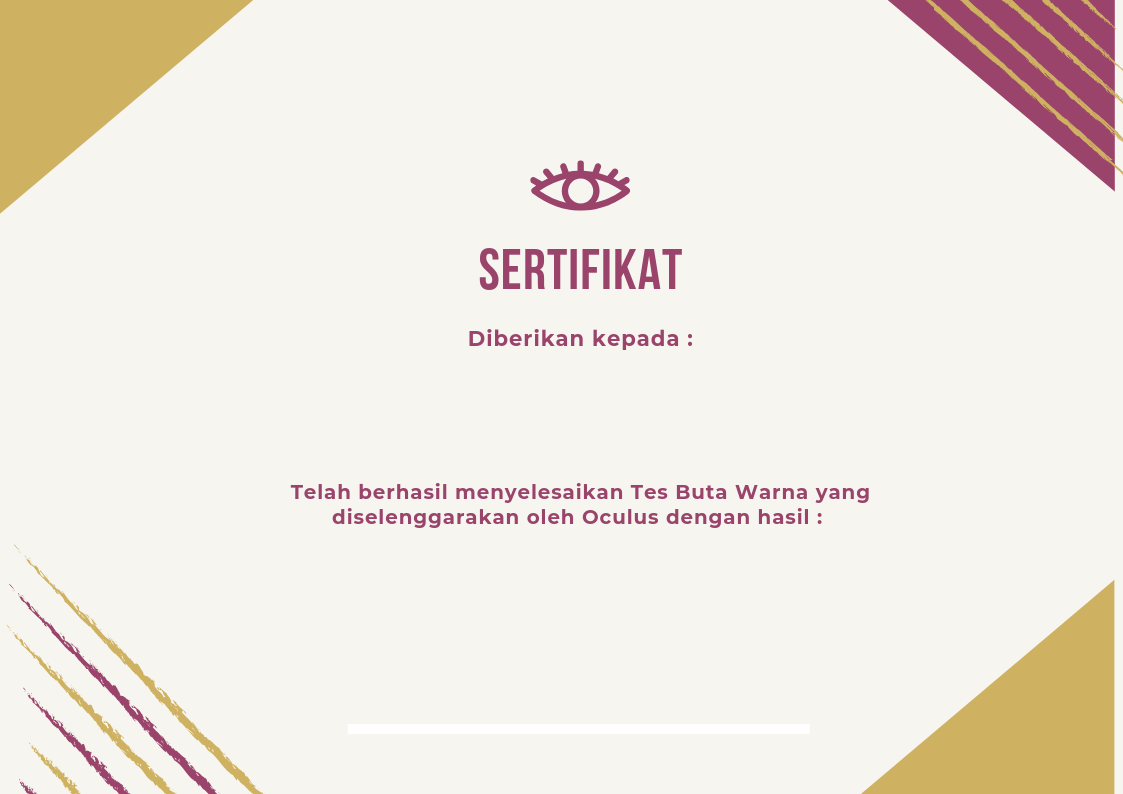 SERTIFIKAT
Diberikan kepada :
Telah berhasil menyelesaikan Tes Buta Warna yang
diselenggarakan oleh Oculus dengan hasil :